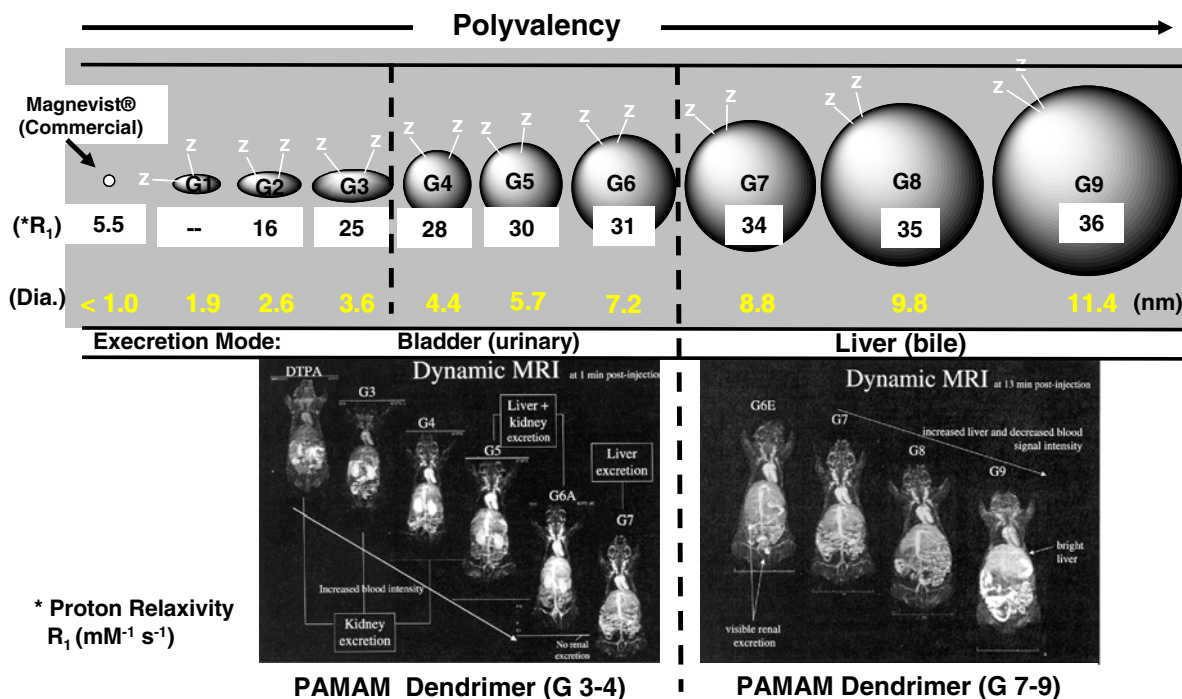 Polyvalency
Magnevist®
(Commercial)
Z Z Z Z Z Z Z Z Z Z Z Z Z Z Z Z Z Z
G1 G2 G3 G4 G5 G6 G7 G8 G9
(*R1) 5.5 -- 16 25 28 30 31 34 35 36
(Dia.) < 1.0 1.9 2.6 3.6 4.4 5.7 7.2 8.8 9.8 11.4 (nm)
Execretion Mode: Bladder (urinary) Liver (bile)
Dynamic MRI at 1 min post-injection
DTPA
G3
G4
Liver +
kidney
excretion
G5
Liver
excretion
G6A
G7
Increased blood intensity
Kidney
excretion
No renal
excretion
Dynamic MRI at 13 min post-injection
G6E
G7
increased liver and decreased blood
signal intensity
G8
G9
bright
liver
visible renal
excretion
* Proton Relaxivity
R1 (mM-1 s-1)
PAMAM Dendrimer (G 3-4)
PAMAM Dendrimer (G 7-9)